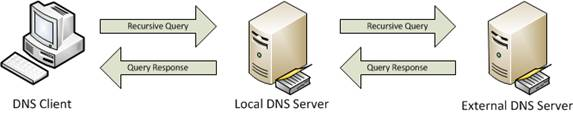 Recursive Query
Recursive Query
Query Response
Query Response
DNS Client
Local DNS Server
External DNS Server